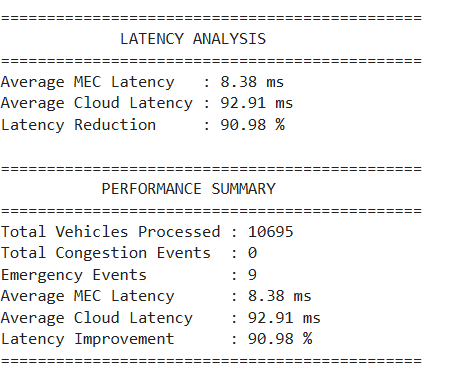 ==============================================
             LATENCY ANALYSIS
==============================================
Average MEC Latency   : 8.38 ms
Average Cloud Latency : 92.91 ms
Latency Reduction     : 90.98 %

==============================================
           PERFORMANCE SUMMARY
==============================================
Total Vehicles Processed : 10695
Total Congestion Events  : 0
Emergency Events         : 9
Average MEC Latency      : 8.38 ms
Average Cloud Latency    : 92.91 ms
Latency Improvement      : 90.98 %
==============================================